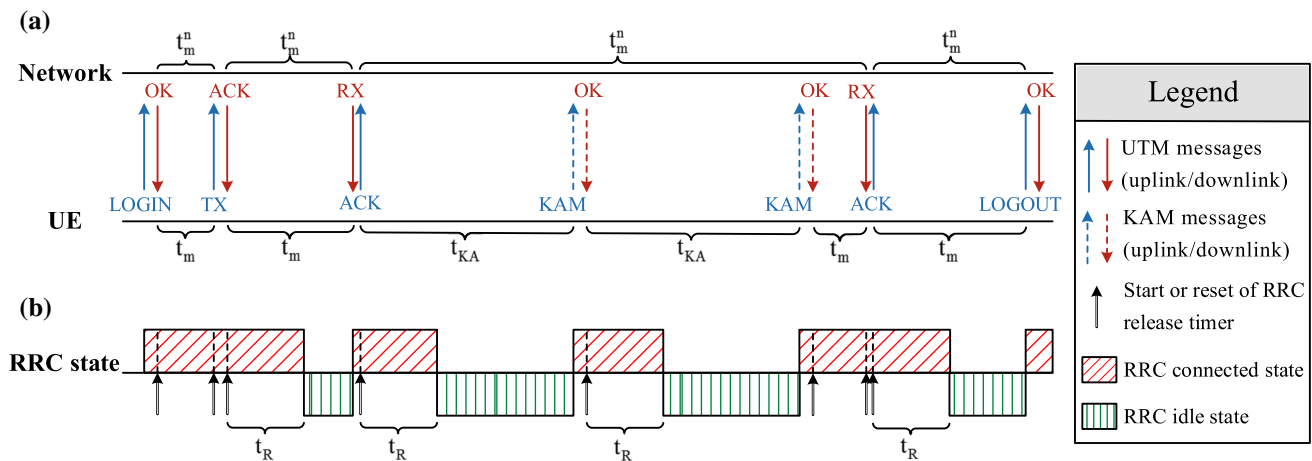 (a)
t_m^n t_m^n t_m^n t_m^n
Network
OK ACK RX OK OK RX OK
LOGIN TX ACK KAM KAM ACK LOGOUT
UE
t_m t_m t_KA t_KA t_m t_m
(b)
RRC state
t_R t_R t_R t_R
Legend
UTM messages
(uplink/downlink)
KAM messages
(uplink/downlink)
Start or reset of RRC
release timer
RRC connected state
RRC idle state